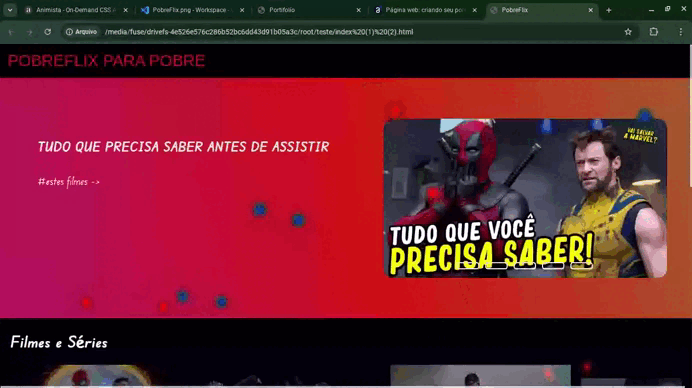 Animista - On-Demand CSS A
PobreFlix.png - Workspace -
Portifolio
Página web: criando seu por
PobreFlix
Arquivo /media/fuse/drivefs-4e526e576c286b52bc6dd43d91b05a3c/root/teste/index%20(1)%20(2).html
POBREFLIX PARA POBRE
VAI SALVAR
A MARVEL?
TUDO QUE PRECISA SABER ANTES DE ASSISTIR
#estes filmes ->
TUDO QUE VOCÊ
PRECISA SABER!
Filmes e Séries